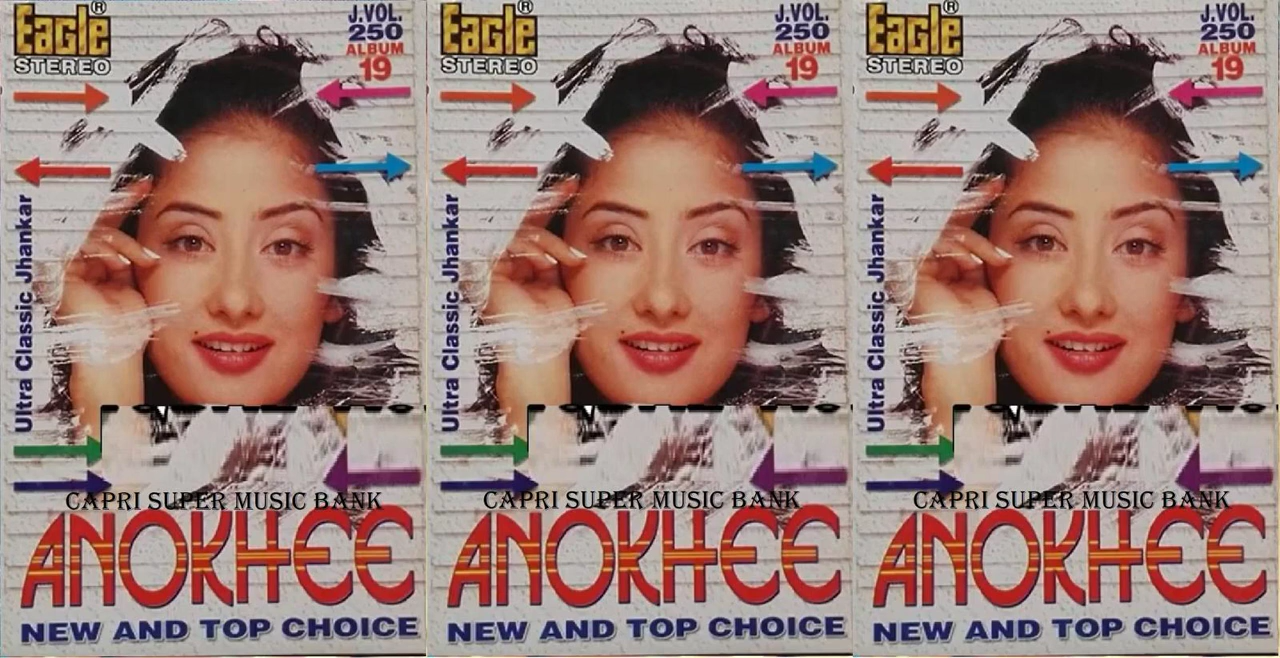 Eagle®
STEREO
J.VOL.
250
ALBUM
19
Ultra Classic Jhankar
CAPRI SUPER MUSIC BANK
ANOKHEE
NEW AND TOP CHOICE
Eagle®
STEREO
J.VOL.
250
ALBUM
19
Ultra Classic Jhankar
CAPRI SUPER MUSIC BANK
ANOKHEE
NEW AND TOP CHOICE
Eagle®
STEREO
J.VOL.
250
ALBUM
19
Ultra Classic Jhankar
CAPRI SUPER MUSIC BANK
ANOKHEE
NEW AND TOP CHOICE